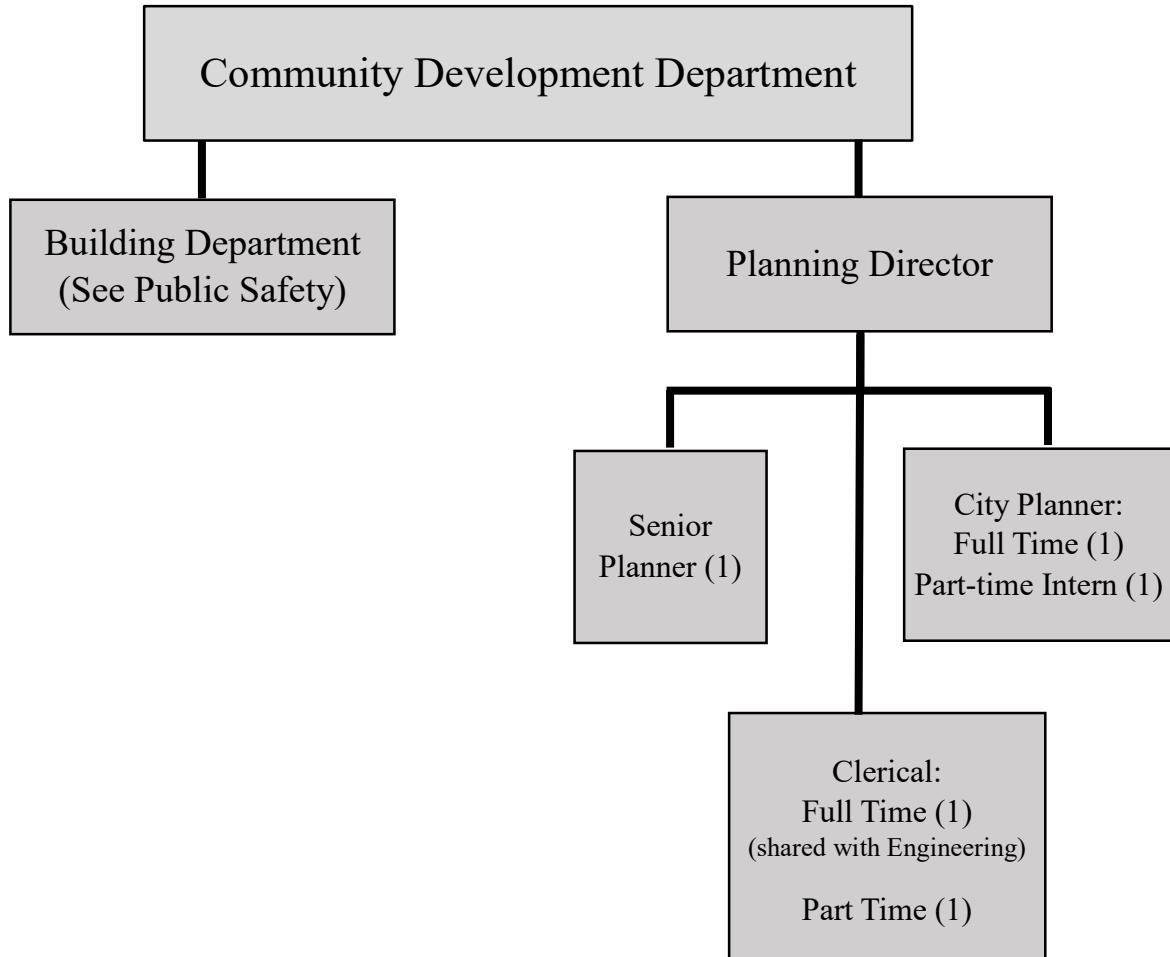 Community Development Department
Building Department
(See Public Safety)
Planning Director
Senior
Planner (1)
City Planner:
Full Time (1)
Part-time Intern (1)
Clerical:
Full Time (1)
(shared with Engineering)
Part Time (1)